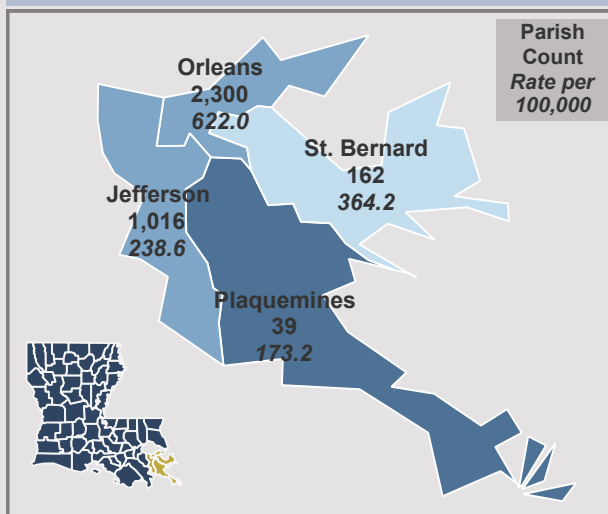 Parish
Count
Rate per
100,000
Orleans
2,300
622.0
St. Bernard
162
364.2
Jefferson
1,016
238.6
Plaquemines
39
173.2